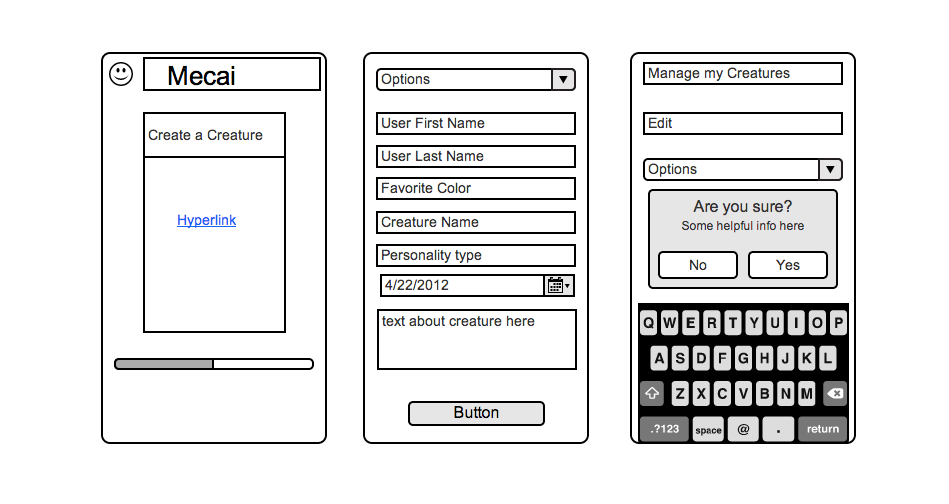 Mecai
Create a Creature
Hyperlink
Options
User First Name
User Last Name
Favorite Color
Creature Name
Personality type
4/22/2012
text about creature here
Button
Manage my Creatures
Edit
Options
Are you sure?
Some helpful info here
No Yes
Q W E R T Y U I O P
A S D F G H J K L
Z X C V B N M
.?123 space @ . return